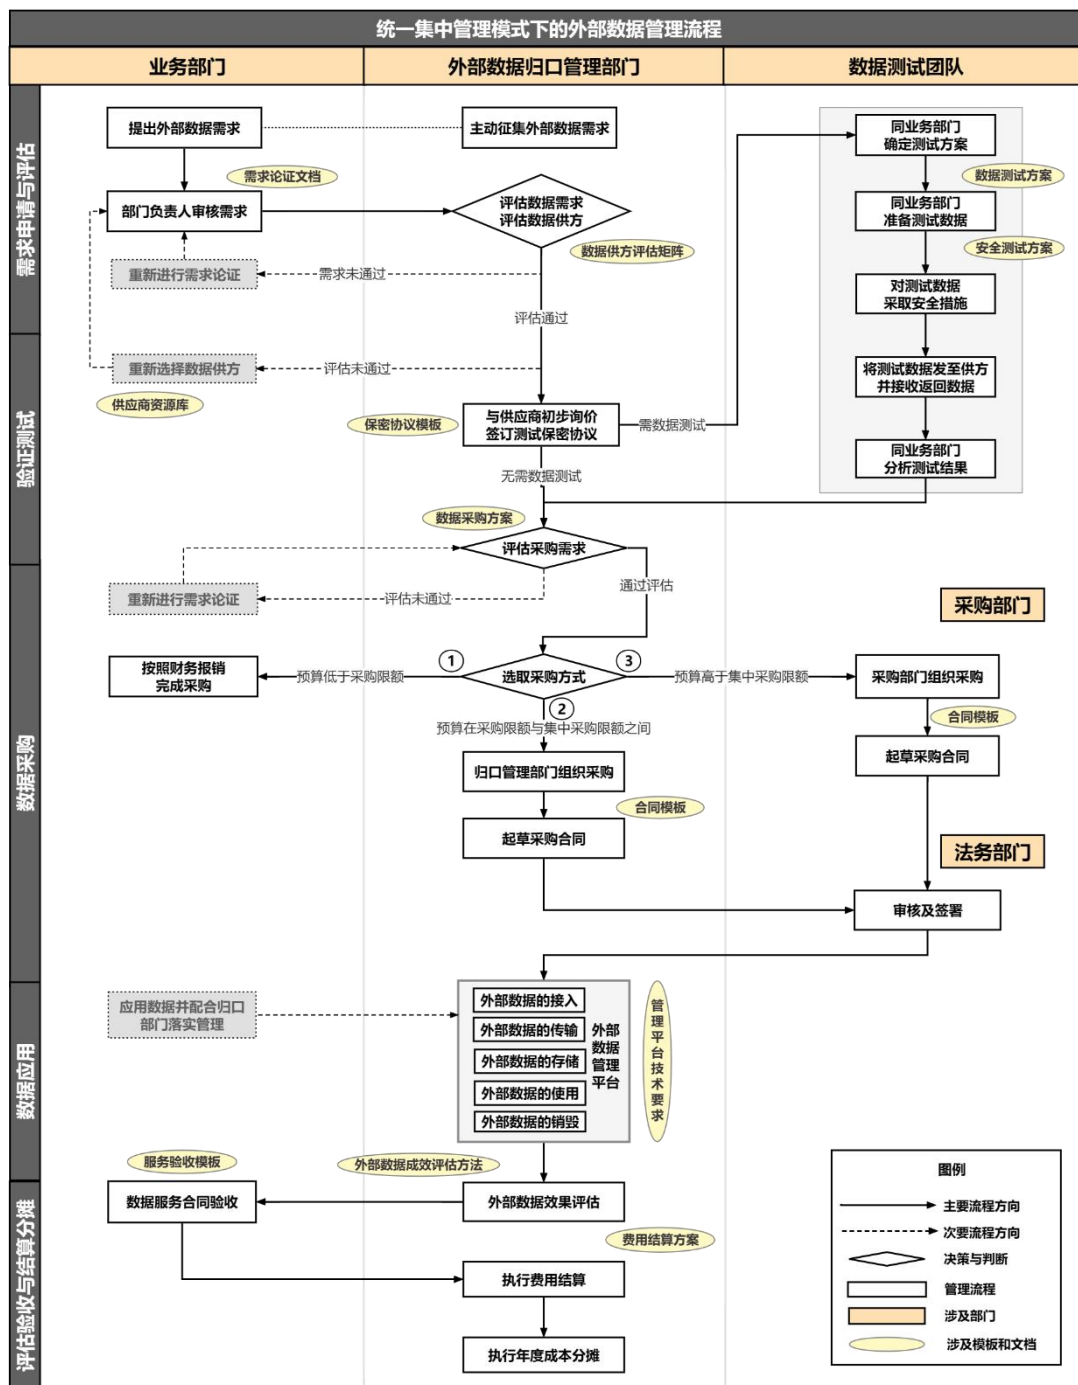 统一集中管理模式下的外部数据管理流程
业务部门
外部数据归口管理部门
数据测试团队
需求申请与评估
提出外部数据需求
主动征集外部数据需求
同业务部门
确定测试方案
需求论证文档
数据测试方案
部门负责人审核需求
评估数据需求
评估数据供方
同业务部门
准备测试数据
数据供方评估矩阵
安全测试方案
重新进行需求论证
需求未通过
对测试数据
采取安全措施
评估通过
验证测试
重新选择数据供方
评估未通过
将测试数据发至供方
并接收返回数据
供应商资源库
保密协议模板
与供应商初步询价
签订测试保密协议
需数据测试
同业务部门
分析测试结果
无需数据测试
数据采购方案
评估采购需求
数据采购
重新进行需求论证
评估未通过
通过评估
采购部门
按照财务报销
完成采购
预算低于采购限额
1
选取采购方式
3
预算高于集中采购限额
采购部门组织采购
2
预算在采购限额与集中采购限额之间
合同模板
归口管理部门组织采购
起草采购合同
合同模板
起草采购合同
法务部门
审核及签署
数据应用
应用数据并配合归口
部门落实管理
外部数据的接入
外部数据的传输
外部数据的存储
外部数据的使用
外部数据的销毁
外部
数据
管理
平台
管理平台技术要求
评估验收与结算分摊
服务验收模板
外部数据成效评估方法
数据服务合同验收
外部数据效果评估
费用结算方案
执行费用结算
执行年度成本分摊
图例
主要流程方向
次要流程方向
决策与判断
管理流程
涉及部门
涉及模板和文档